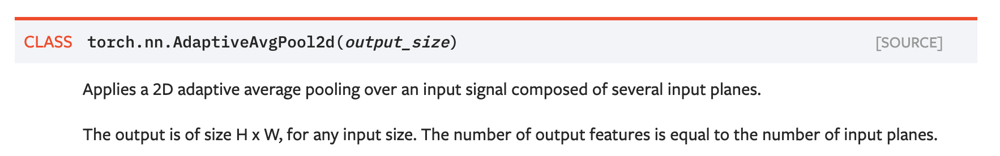 CLASS torch.nn.AdaptiveAvgPool2d(output_size) [SOURCE]
Applies a 2D adaptive average pooling over an input signal composed of several input planes.
The output is of size H x W, for any input size. The number of output features is equal to the number of input planes.